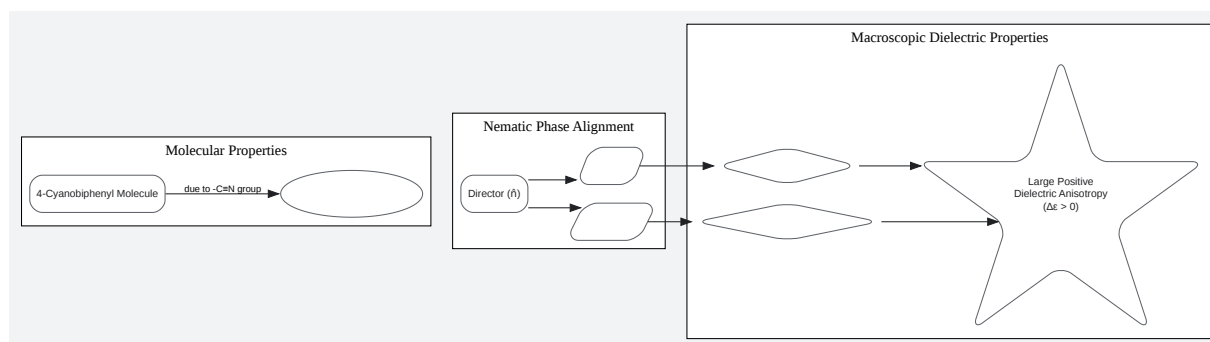 Macroscopic Dielectric Properties
Nematic Phase Alignment
Molecular Properties
4-Cyanobiphenyl Molecule
due to -C≡N group
Director (n̂)
Large Positive
Dielectric Anisotropy
(Δε > 0)